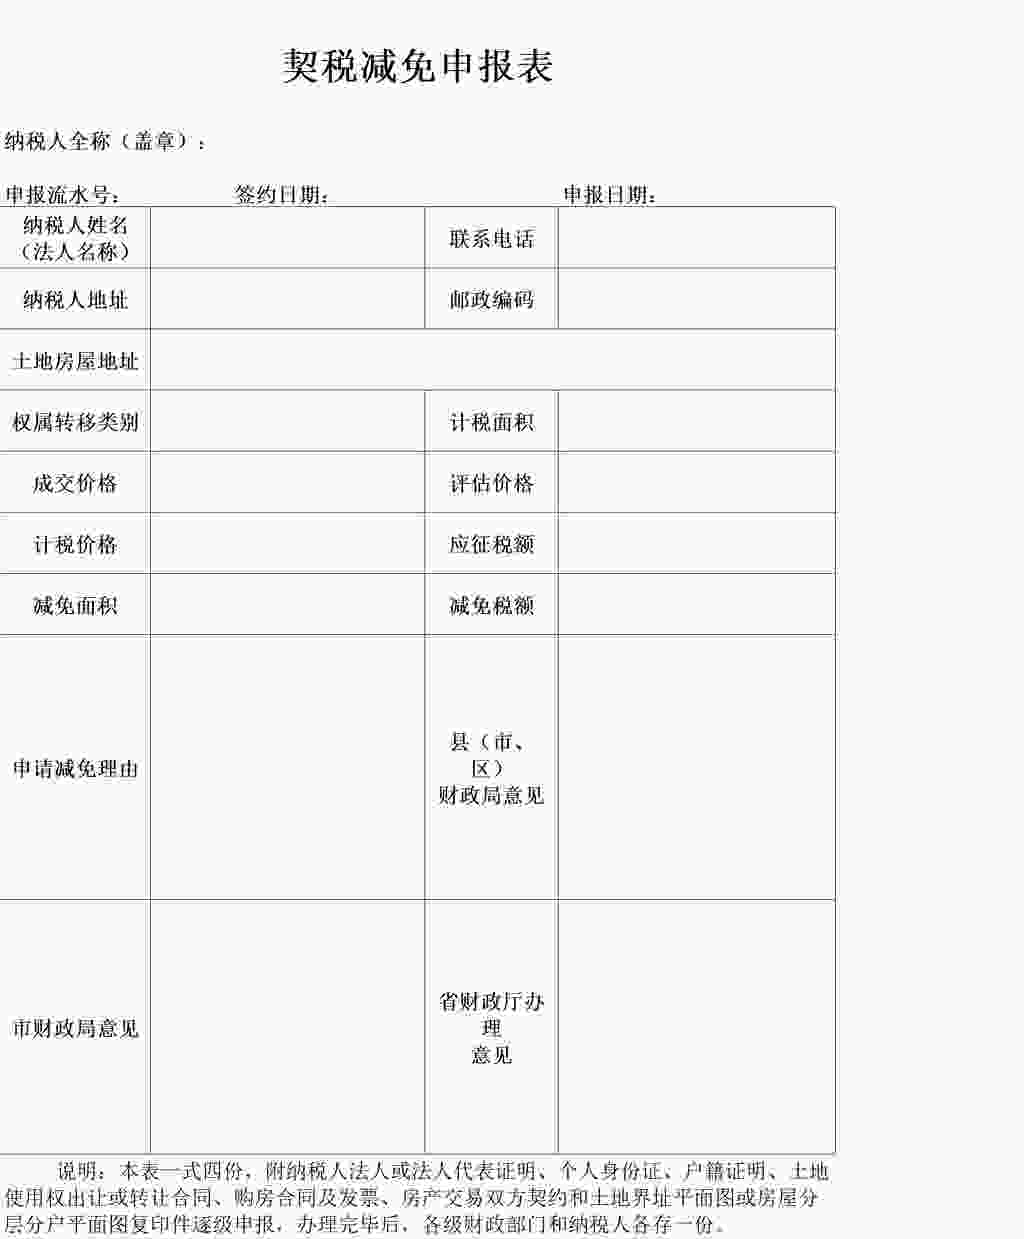 契税减免申报表
纳税人全称（盖章）：
申报流水号： 签约日期： 申报日期：
纳税人姓名
（法人名称）
联系电话
纳税人地址
邮政编码
土地房屋地址
权属转移类别
计税面积
成交价格
评估价格
计税价格
应征税额
减免面积
减免税额
申请减免理由
县（市、
区）
财政局意见
市财政局意见
省财政厅办
理
意见
说明：本表一式四份，附纳税人法人或法人代表证明、个人身份证、户籍证明、土地
使用权出让或转让合同、购房合同及发票、房产交易双方契约和土地界址平面图或房屋分
层分户平面图复印件逐级申报，办理完毕后，各级财政部门和纳税人各存一份。